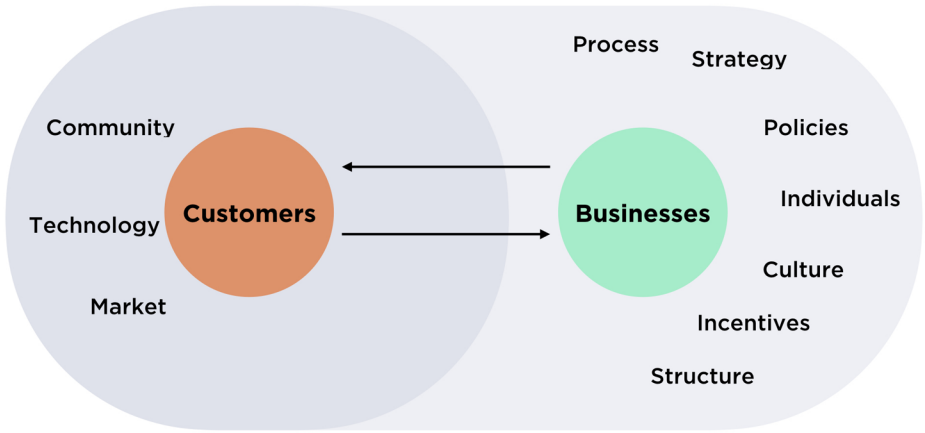 Process
Strategy
Community
Policies
Individuals
Customers
Businesses
Technology
Culture
Market
Incentives
Structure